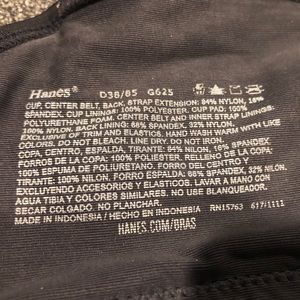 Hanes® D38/85 G625
CUP, CENTER BELT, BACK, STRAP EXTENSION: 84% NYLON, 16%
SPANDEX. CUP LININGS: 100% POLYESTER. CUP PAD: 100%
POLYURETHANE FOAM. CENTER BELT AND INNER STRAP LININGS:
100% NYLON. BACK LINING: 68% SPANDEX, 32% NYLON.
EXCLUSIVE OF TRIM AND ELASTICS. HAND WASH WARM WITH LIKE
COLORS. DO NOT BLEACH. LINE DRY. DO NOT IRON.
COPA, CENTRO, ESPALDA, TIRANTE: 84% NILON, 16%
FORROS DE LA COPA: 100% POLIESTER. RELLENO COPA:
100% ESPUMA DE POLIURETANO. FORRO DEL CENTRO Y
TIRANTE: 100% NILON. FORRO ESPALDA: 68% SPANDEX, 32% NILON.
EXCLUYENDO ACCESORIOS Y ELASTICOS. LAVAR A MANO EN
AGUA TIBIA Y COLORES SIMILARES. NO USE BLANQUEADOR.
SECAR COLGADO. NO PLANCHAR.
MADE IN INDONESIA / HECHO EN INDONESIA RN15763 617/1111
HANES.COM/BRAS